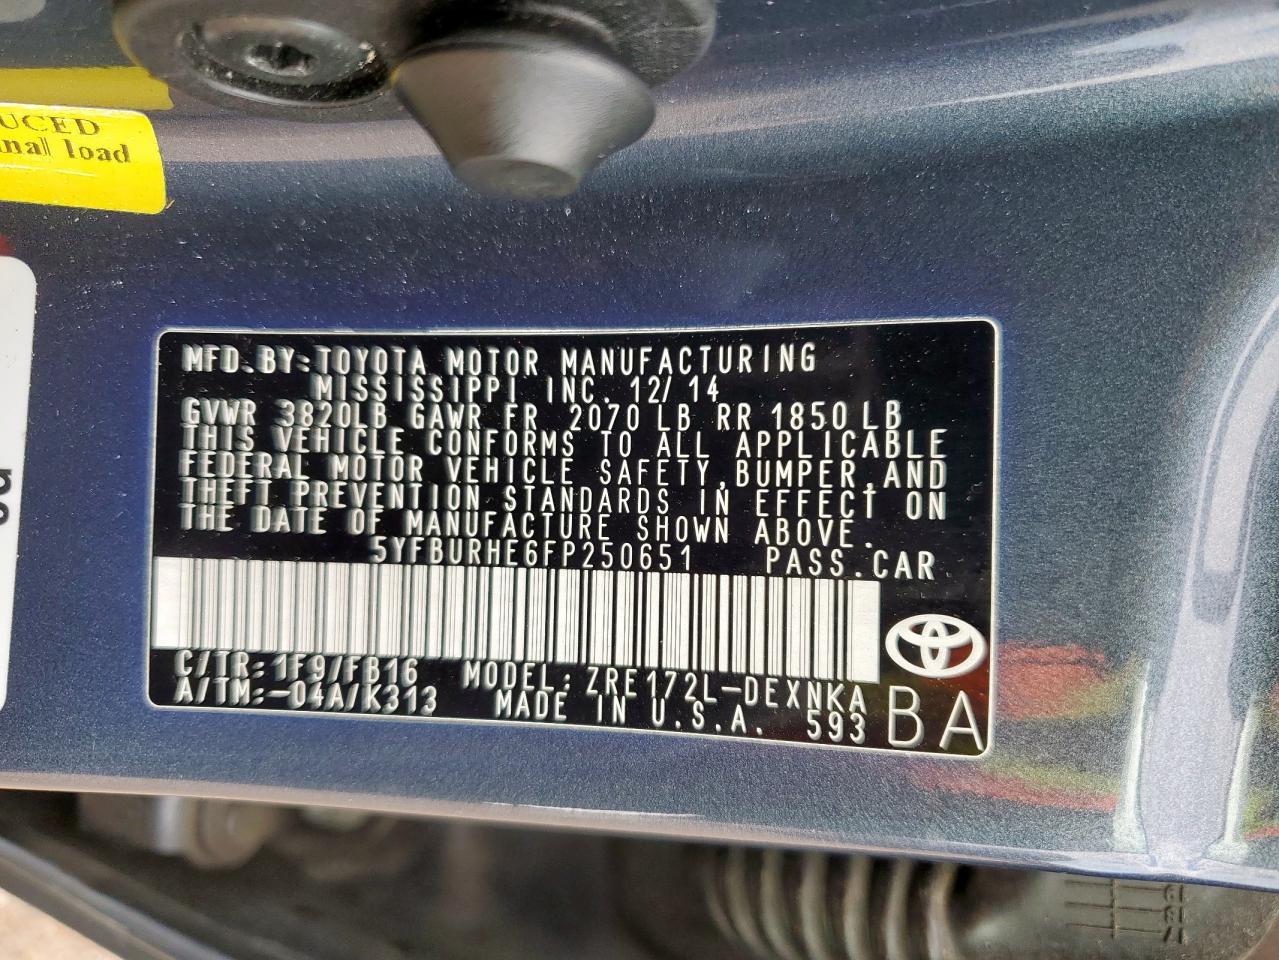 UCED
nal load
MFD.BY:TOYOTA MOTOR MANUFACTURING
MISSISSIPPI INC. 12/14
GVWR 3820LB GAWR FR 2070 LB RR 1850 LB
THIS VEHICLE CONFORMS TO ALL APPLICABLE
FEDERAL MOTOR VEHICLE SAFETY,BUMPER,AND
THEFT PREVENTION STANDARDS IN EFFECT ON
THE DATE OF MANUFACTURE SHOWN ABOVE.
5YFBURHE6FP250651 PASS.CAR
C/TR:1F9/FB16 MODEL:ZRE172L-DEXNKA
A/TM:-04A/K313 MADE IN U.S.A. 593
BA